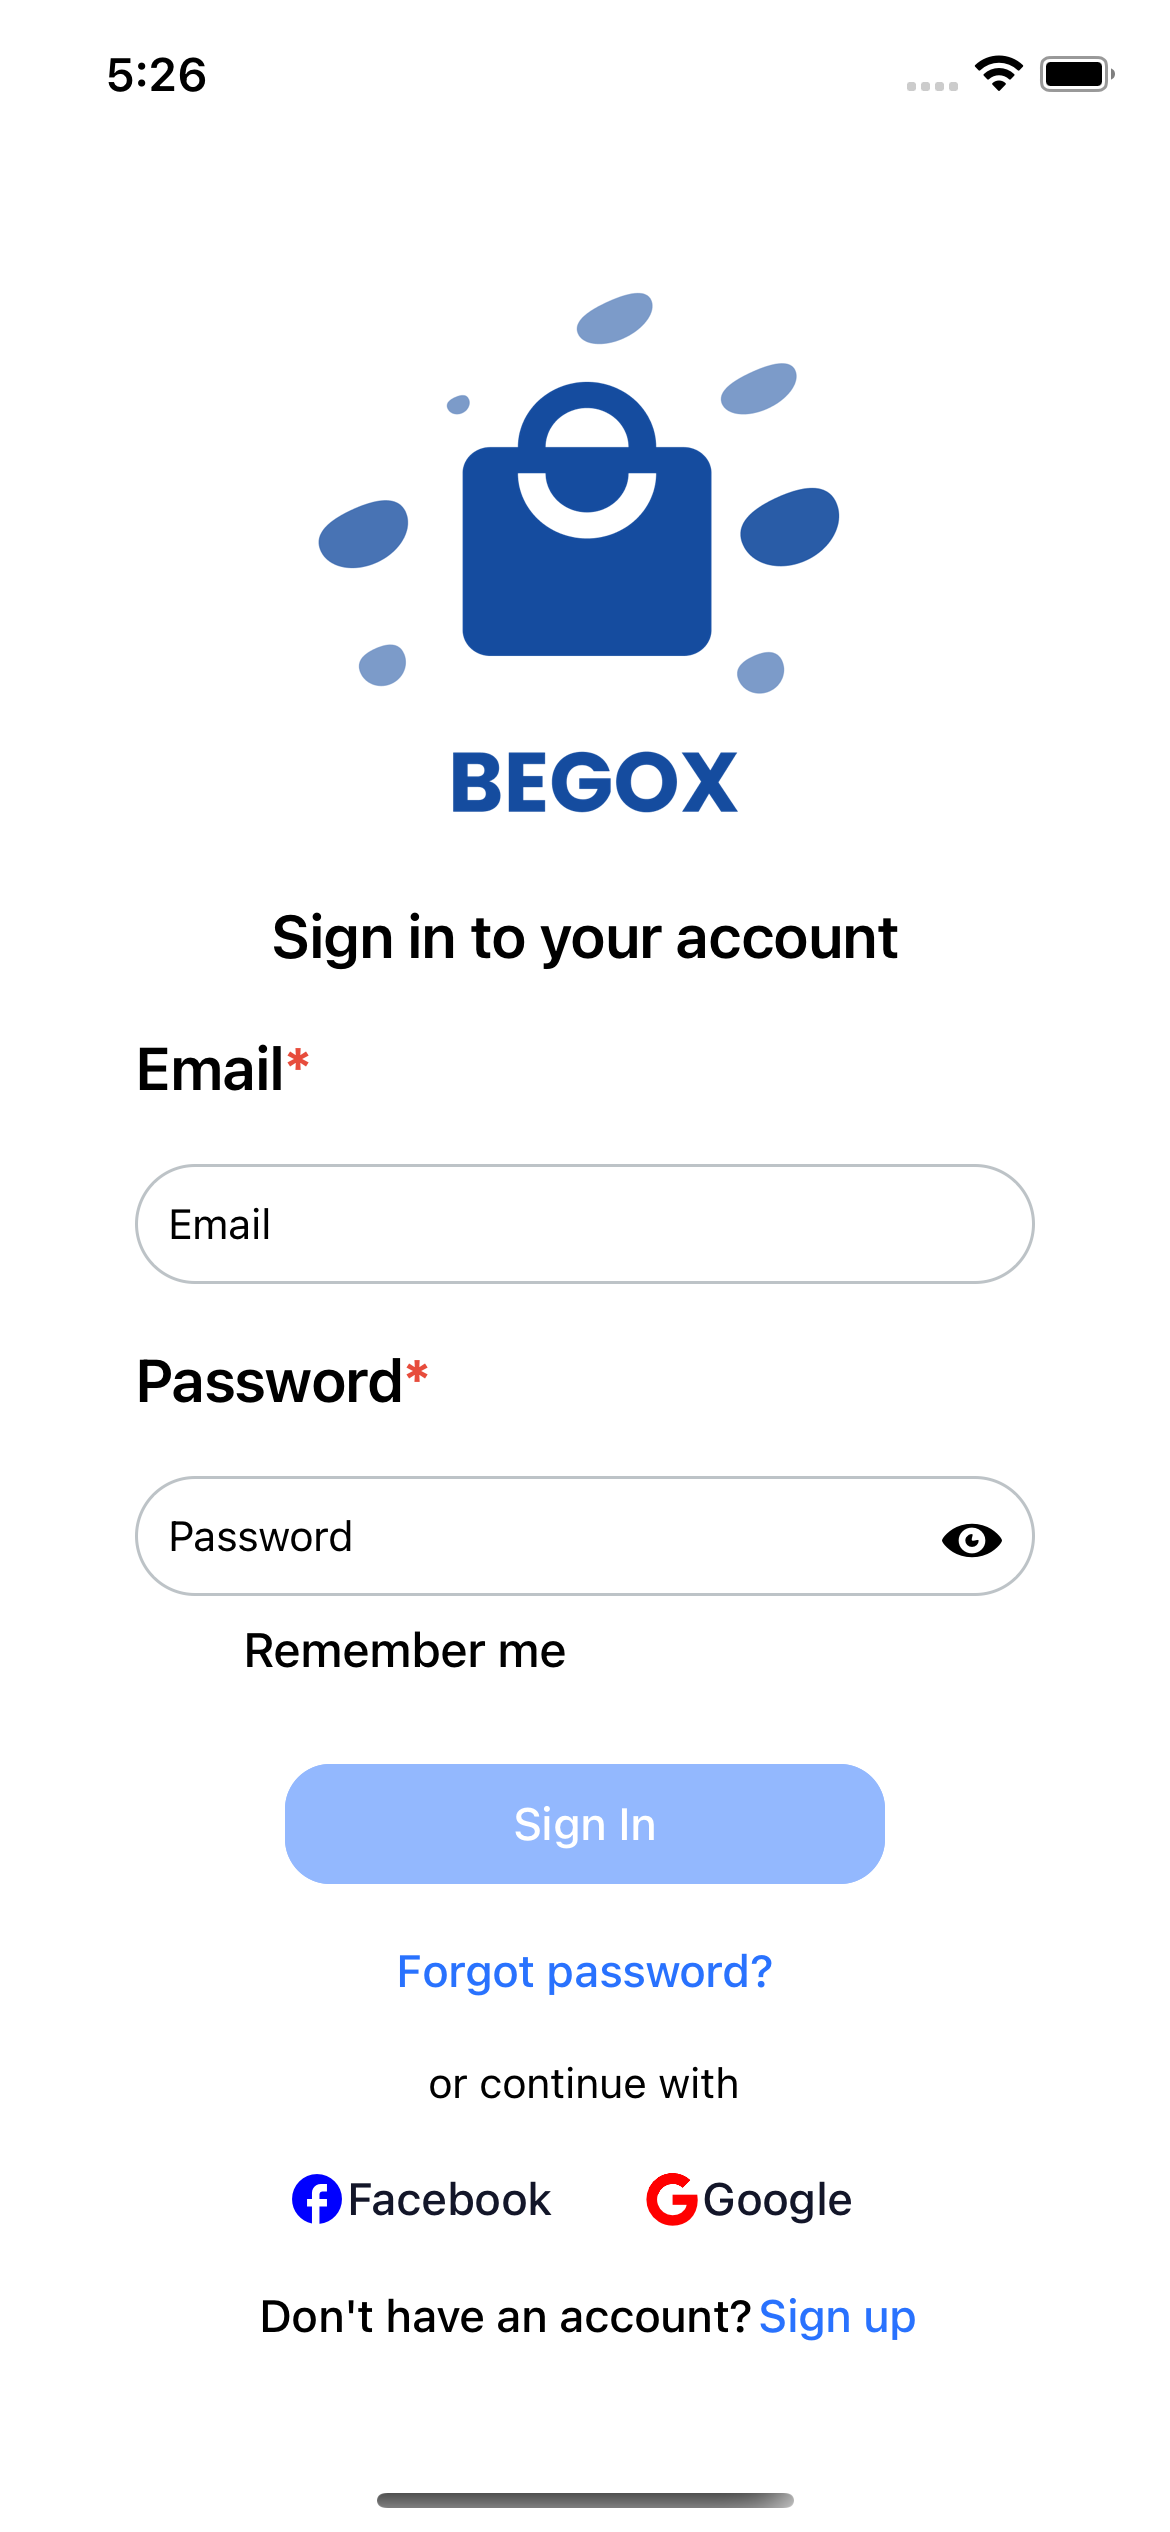 5:26
BEGOX
Sign in to your account
Email*
Email
Password*
Password
Remember me
Sign In
Forgot password?
or continue with
Facebook Google
Don't have an account? Sign up